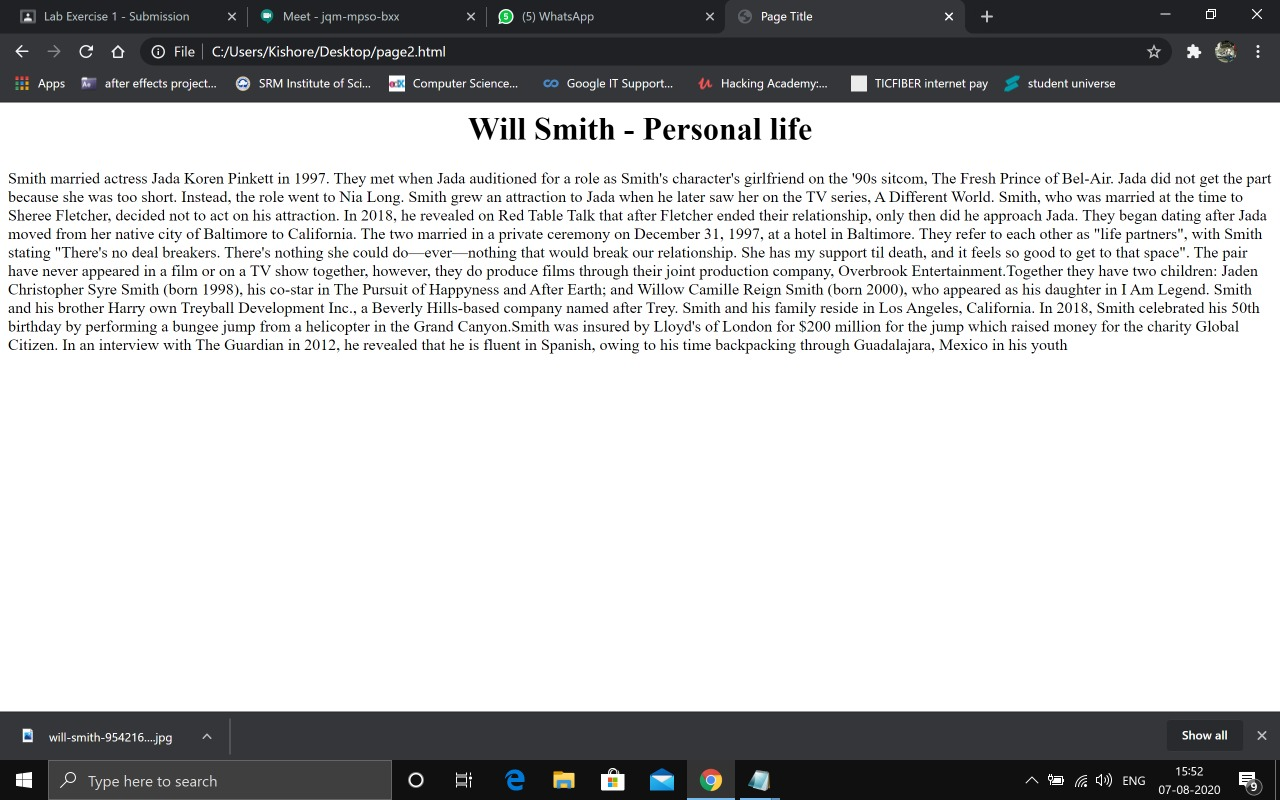 Lab Exercise 1 - Submission
Meet - jqm-mpso-bxx
(5) WhatsApp
Page Title
File
C:/Users/Kishore/Desktop/page2.html
Apps
after effects project...
SRM Institute of Sci...
Computer Science...
Google IT Support...
Hacking Academy:...
TICFIBER internet pay
student universe
Will Smith - Personal life
Smith married actress Jada Koren Pinkett in 1997. They met when Jada auditioned for a role as Smith's character's girlfriend on the '90s sitcom, The Fresh Prince of Bel-Air. Jada did not get the part
because she was too short. Instead, the role went to Nia Long. Smith grew an attraction to Jada when he later saw her on the TV series, A Different World. Smith, who was married at the time to
Sheree Fletcher, decided not to act on his attraction. In 2018, he revealed on Red Table Talk that after Fletcher ended their relationship, only then did he approach Jada. They began dating after Jada
moved from her native city of Baltimore to California. The two married in a private ceremony on December 31, 1997, at a hotel in Baltimore. They refer to each other as "life partners", with Smith
stating "There's no deal breakers. There's nothing she could do—ever—nothing that would break our relationship. She has my support til death, and it feels so good to get to that space". The pair
have never appeared in a film or on a TV show together, however, they do produce films through their joint production company, Overbrook Entertainment.Together they have two children: Jaden
Christopher Syre Smith (born 1998), his co-star in The Pursuit of Happyness and After Earth; and Willow Camille Reign Smith (born 2000), who appeared as his daughter in I Am Legend. Smith
and his brother Harry own Treyball Development Inc., a Beverly Hills-based company named after Trey. Smith and his family reside in Los Angeles, California. In 2018, Smith celebrated his 50th
birthday by performing a bungee jump from a helicopter in the Grand Canyon.Smith was insured by Lloyd's of London for $200 million for the jump which raised money for the charity Global
Citizen. In an interview with The Guardian in 2012, he revealed that he is fluent in Spanish, owing to his time backpacking through Guadalajara, Mexico in his youth
will-smith-954216....jpg
Show all
Type here to search
ENG
15:52
07-08-2020
9